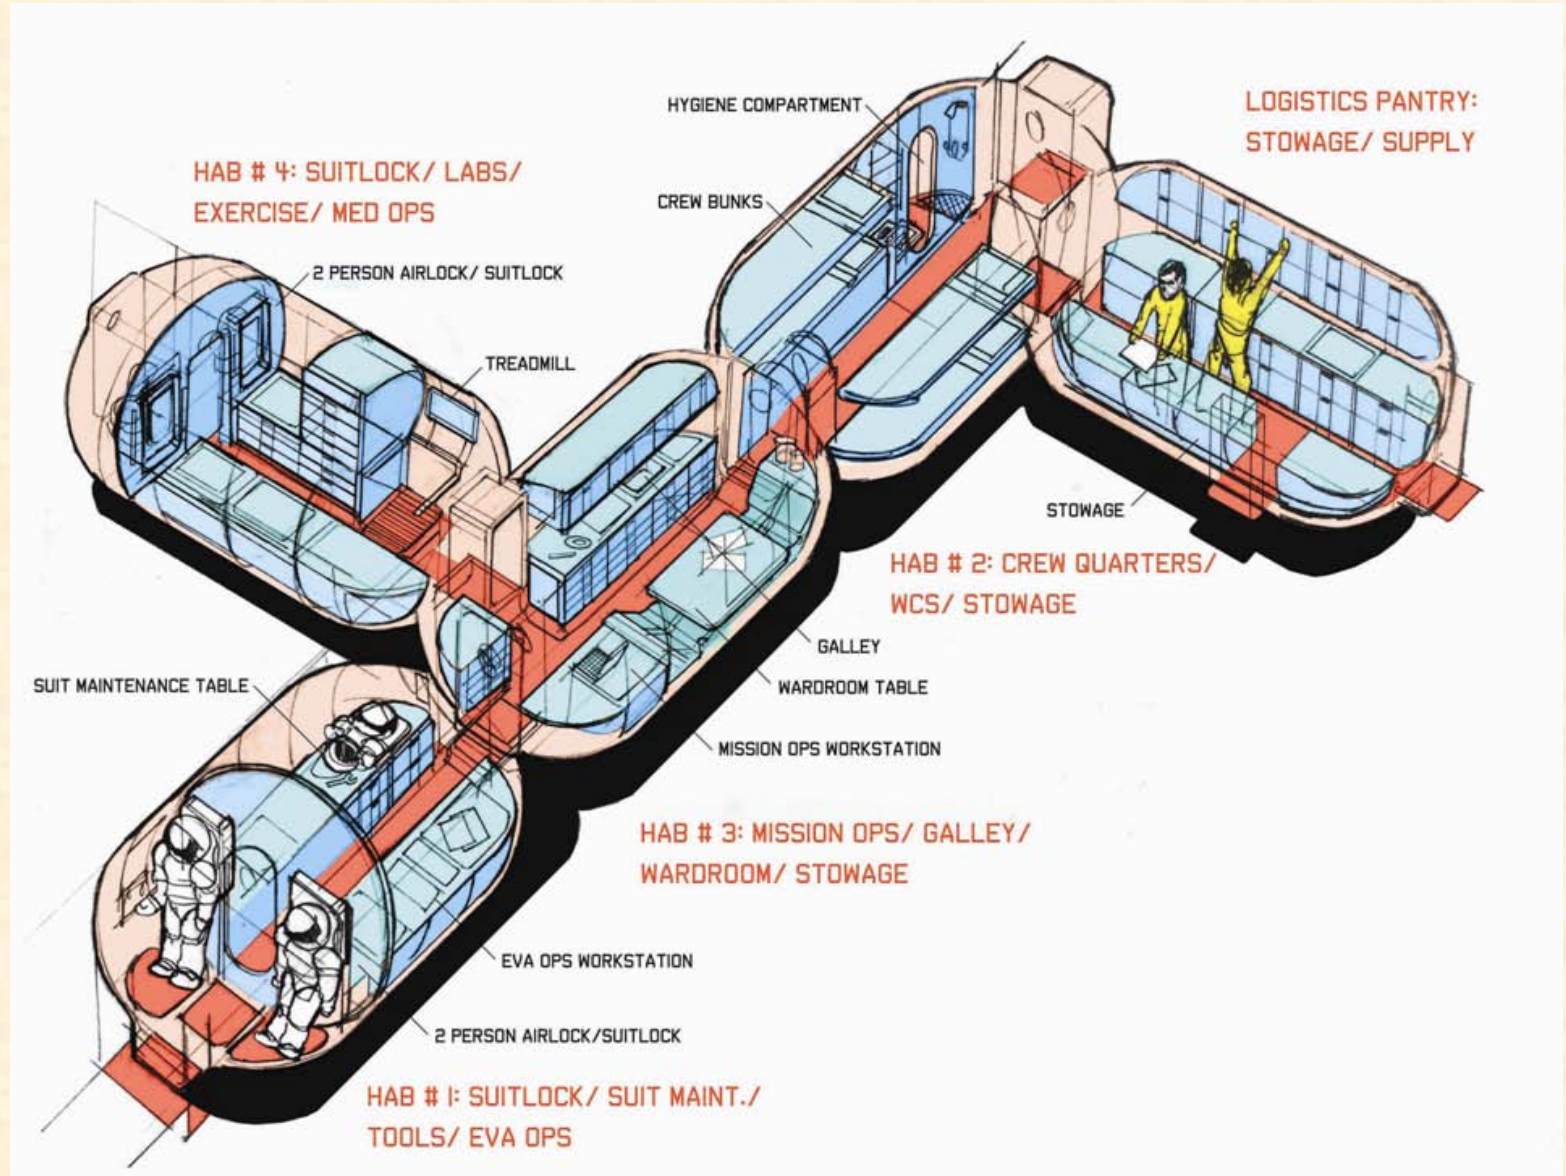 HYGIENE COMPARTMENT
LOGISTICS PANTRY:
STOWAGE/ SUPPLY
HAB # 4: SUITLOCK/ LABS/
EXERCISE/ MED OPS
CREW BUNKS
2 PERSON AIRLOCK/ SUITLOCK
TREADMILL
STOWAGE
HAB # 2: CREW QUARTERS/
WCS/ STOWAGE
GALLEY
SUIT MAINTENANCE TABLE
WARDROOM TABLE
MISSION OPS WORKSTATION
HAB # 3: MISSION OPS/ GALLEY/
WARDROOM/ STOWAGE
EVA OPS WORKSTATION
2 PERSON AIRLOCK/SUITLOCK
HAB # 1: SUITLOCK/ SUIT MAINT./
TOOLS/ EVA OPS